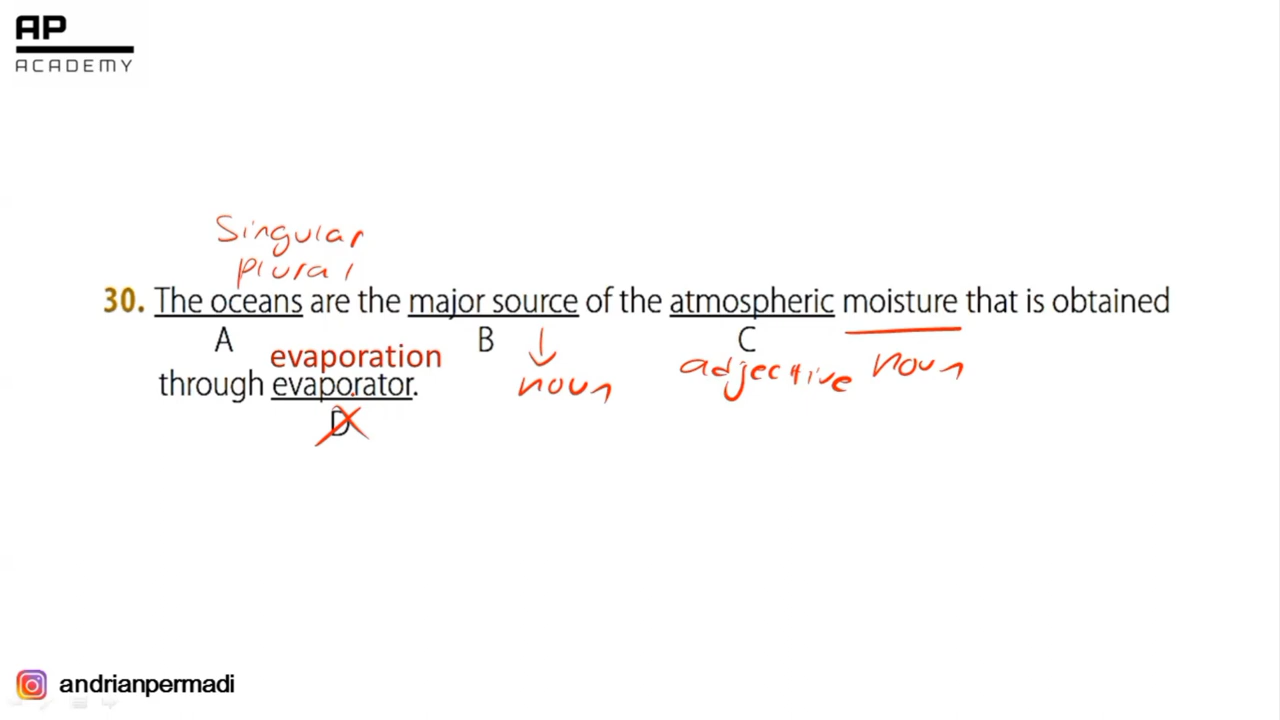 AP
ACADEMY
Singular
plural
30. The oceans are the major source of the atmospheric moisture that is obtained
A
B
C
evaporation
adjective
noun
through evaporator.
noun
D
andrianpermadi